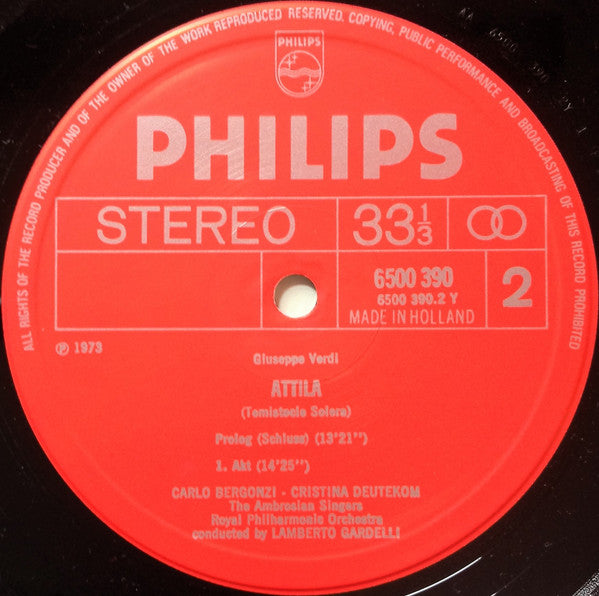 ALL RIGHTS OF THE RECORD PRODUCER AND OF THE OWNER OF THE WORK REPRODUCED RESERVED. COPYING, PUBLIC PERFORMANCE AND BROADCASTING OF THIS RECORD PROHIBITED
PHILIPS
PHILIPS
STEREO 33⅓
6500 390
6500 390.2 Y
MADE IN HOLLAND
2
℗ 1973
Giuseppe Verdi
ATTILA
(Temistocle Solera)
Prolog (Schluss) (13'21'')
1. Akt (14'25'')
CARLO BERGONZI - CRISTINA DEUTEKOM
The Ambrosian Singers
Royal Philharmonic Orchestra
conducted by LAMBERTO GARDELLI